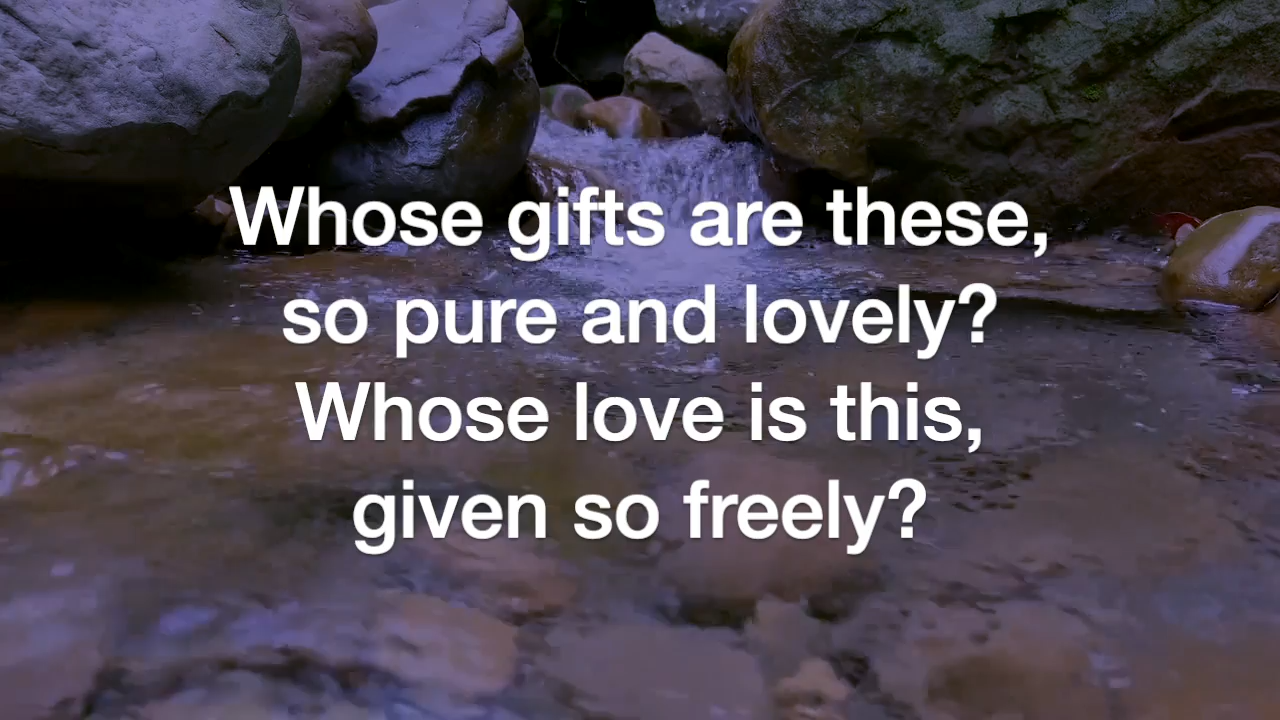 Whose gifts are these,
so pure and lovely?
Whose love is this,
given so freely?